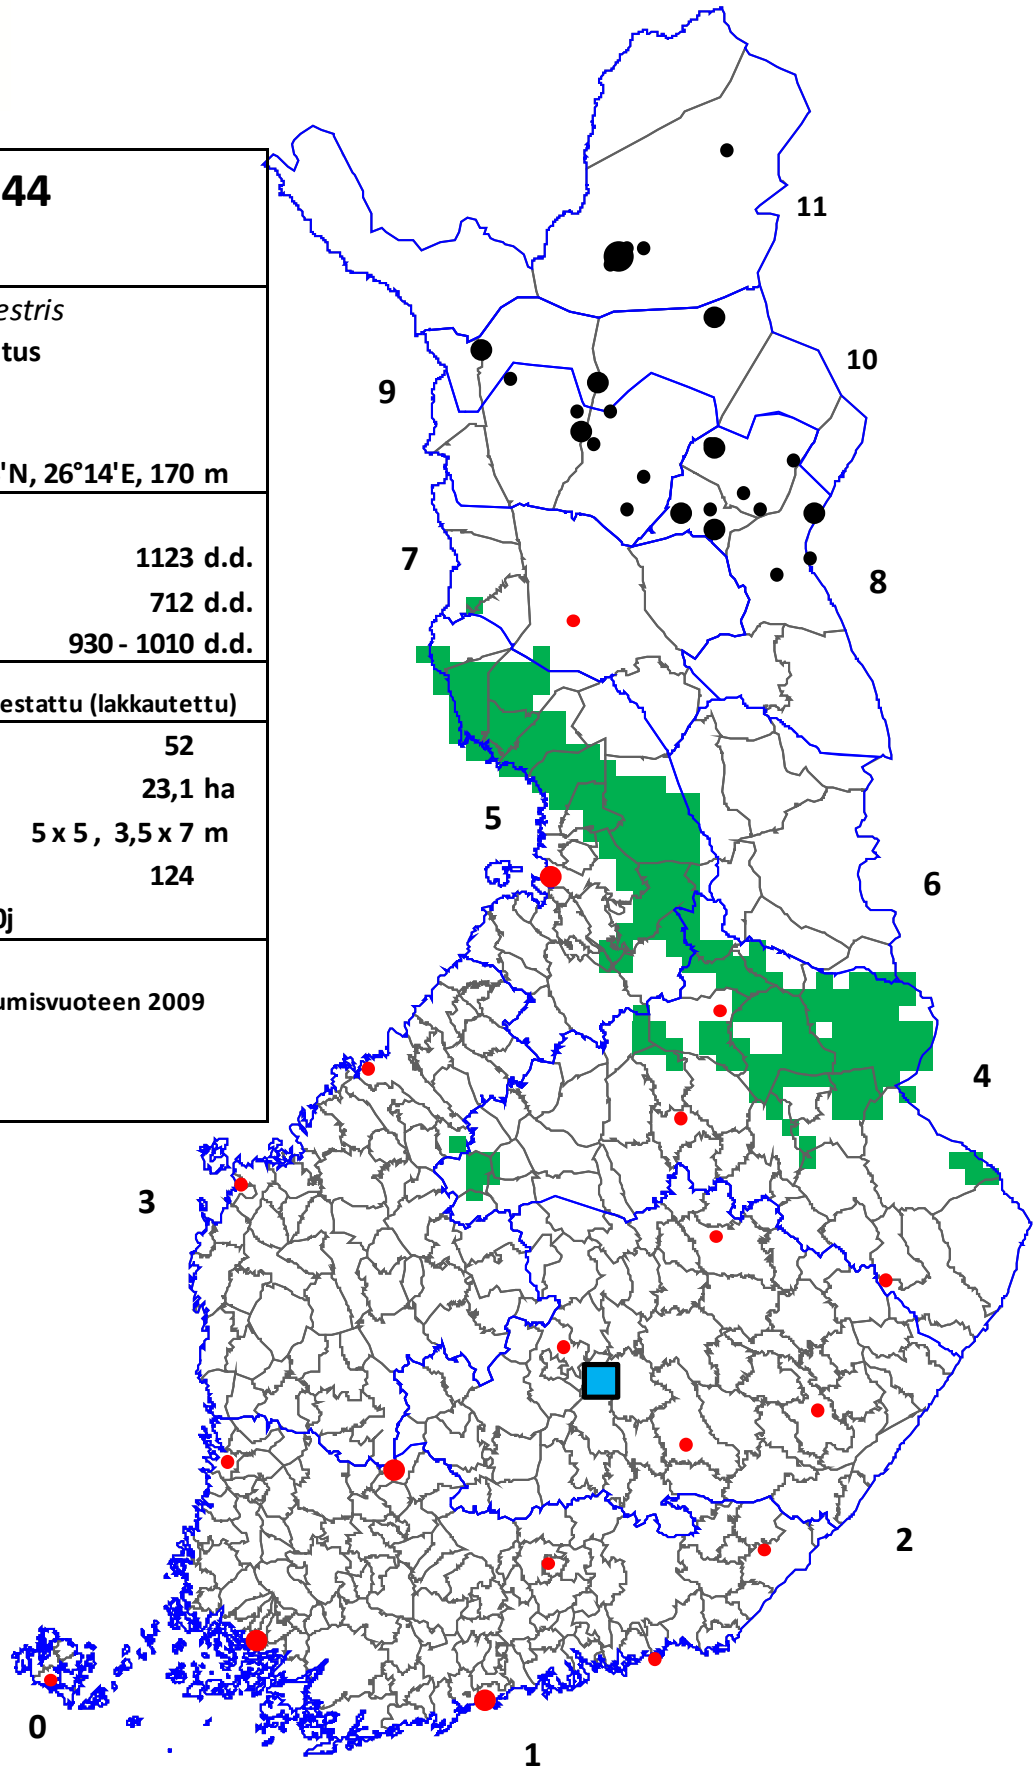 44
estris
tus
'N, 26°14'E, 170 m
1123 d.d.
712 d.d.
930 - 1010 d.d.
estattu (lakkautettu)
52
23,1 ha
5 x 5 , 3,5 x 7 m
124
0j
umisvuoteen 2009
11
10
9
7
8
5
6
4
3
2
0
1